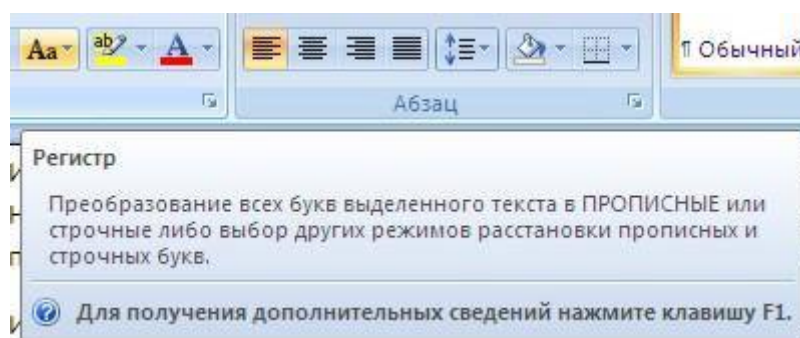 Aa ab A ¶ Обычный
Абзац
Регистр
Преобразование всех букв выделенного текста в ПРОПИСНЫЕ или
строчные либо выбор других режимов расстановки прописных и
строчных букв.
Для получения дополнительных сведений нажмите клавишу F1.